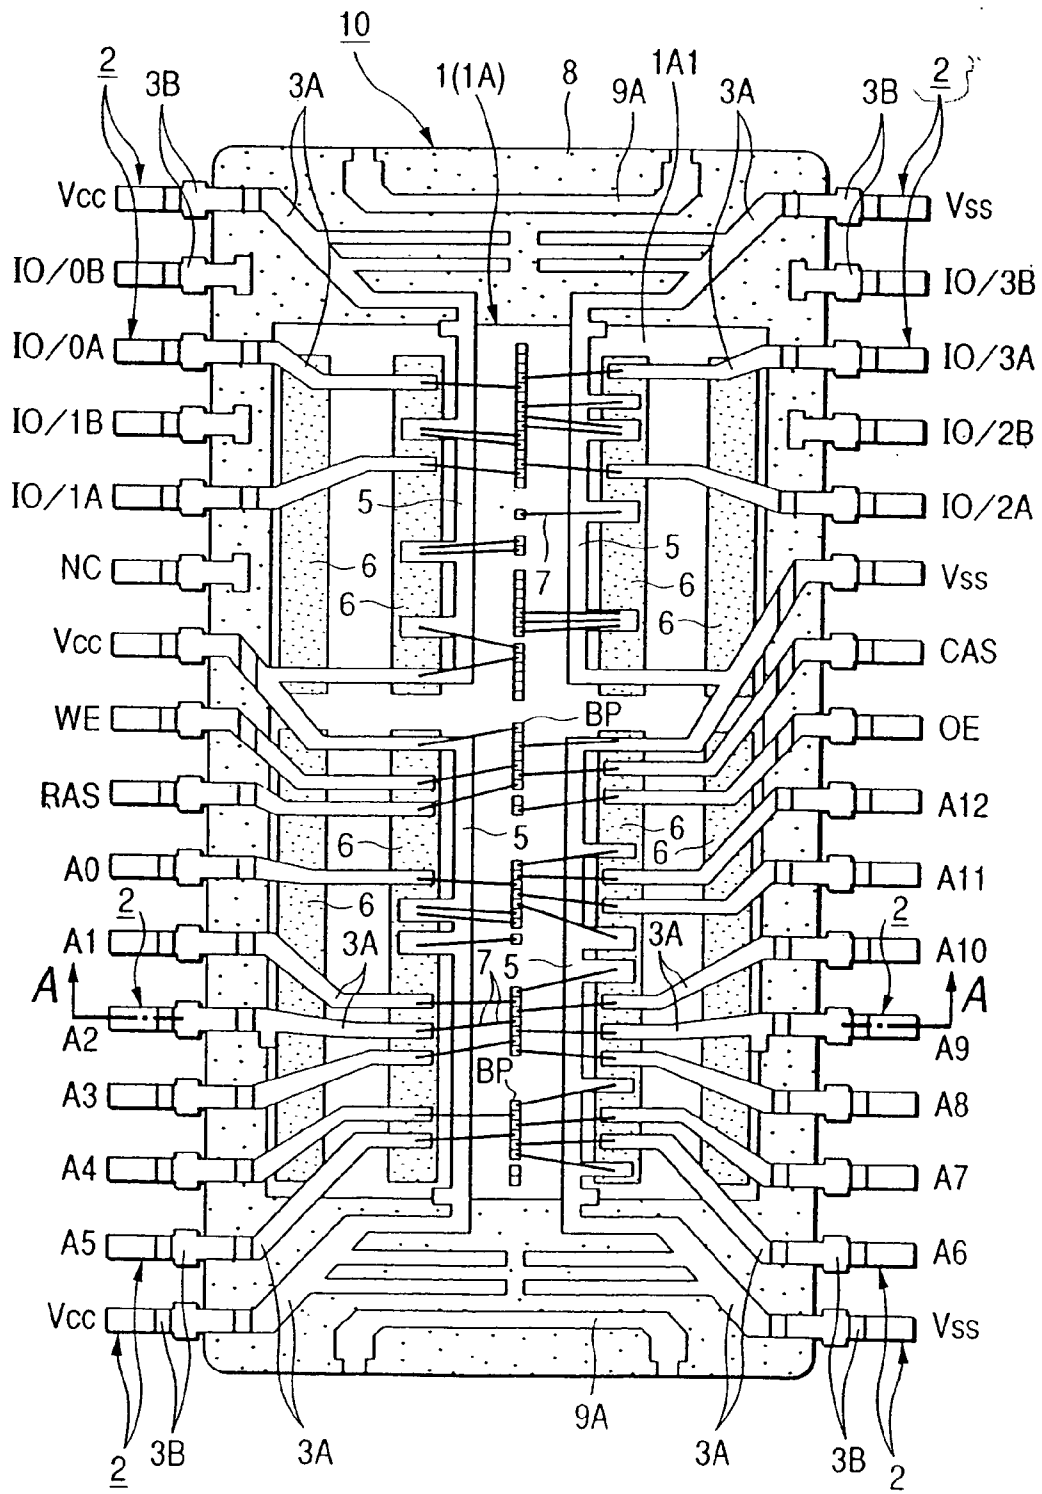 10
2 3B 3A 1(1A) 8 9A 1A1 3A 3B 2
Vcc Vss
IO/0B IO/3B
IO/0A IO/3A
IO/1B IO/2B
IO/1A 5 IO/2A
5
NC 6 7 6 Vss
6 6
Vcc CAS
BP
WE OE
RAS A12
6 5 6
6
A0 A11
2 6 2
A1 3A 7 5 3A A10
A A
A2 A9
A3 BP A8
A4 A7
A5 A6
Vcc Vss
9A
2 3B 3A 3A 3B 2